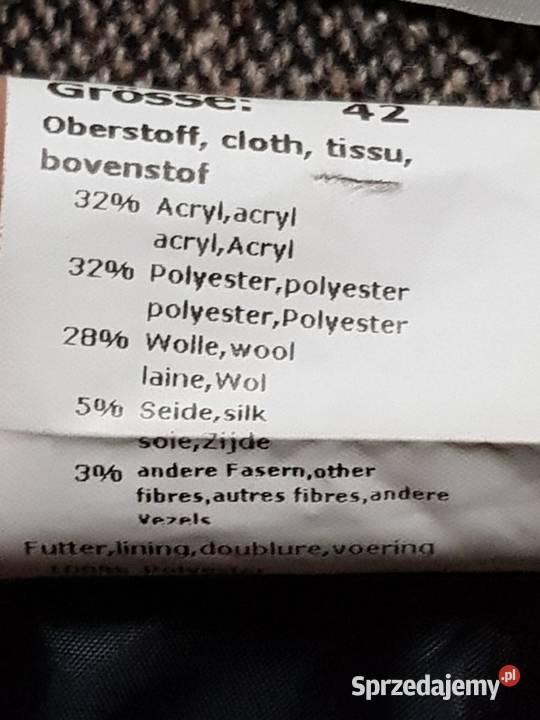 Grösse: 42
Oberstoff, cloth, tissu,
bovenstof
32% Acryl,acryl
acryl,Acryl
32% Polyester,polyester
polyester,Polyester
28% Wolle,wool
laine,Wol
5% Seide,silk
soie,Zijde
3% andere Fasern,other
fibres,autres fibres,andere
Vezels
Futter,lining,doublure,voering
100% Polyester
Sprzedajemy.pl